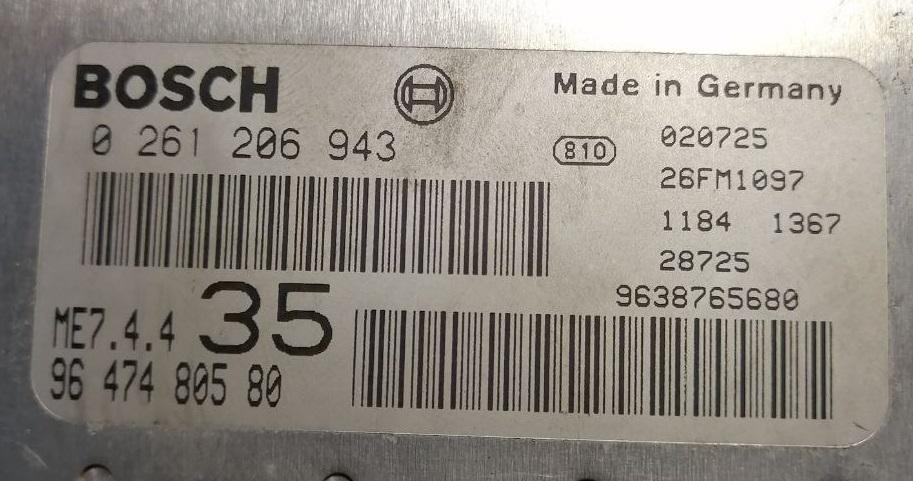 BOSCH
Made in Germany
0 261 206 943
810
020725
26FM1097
1184 1367
28725
9638765680
ME7.4.4 35
96 474 805 80